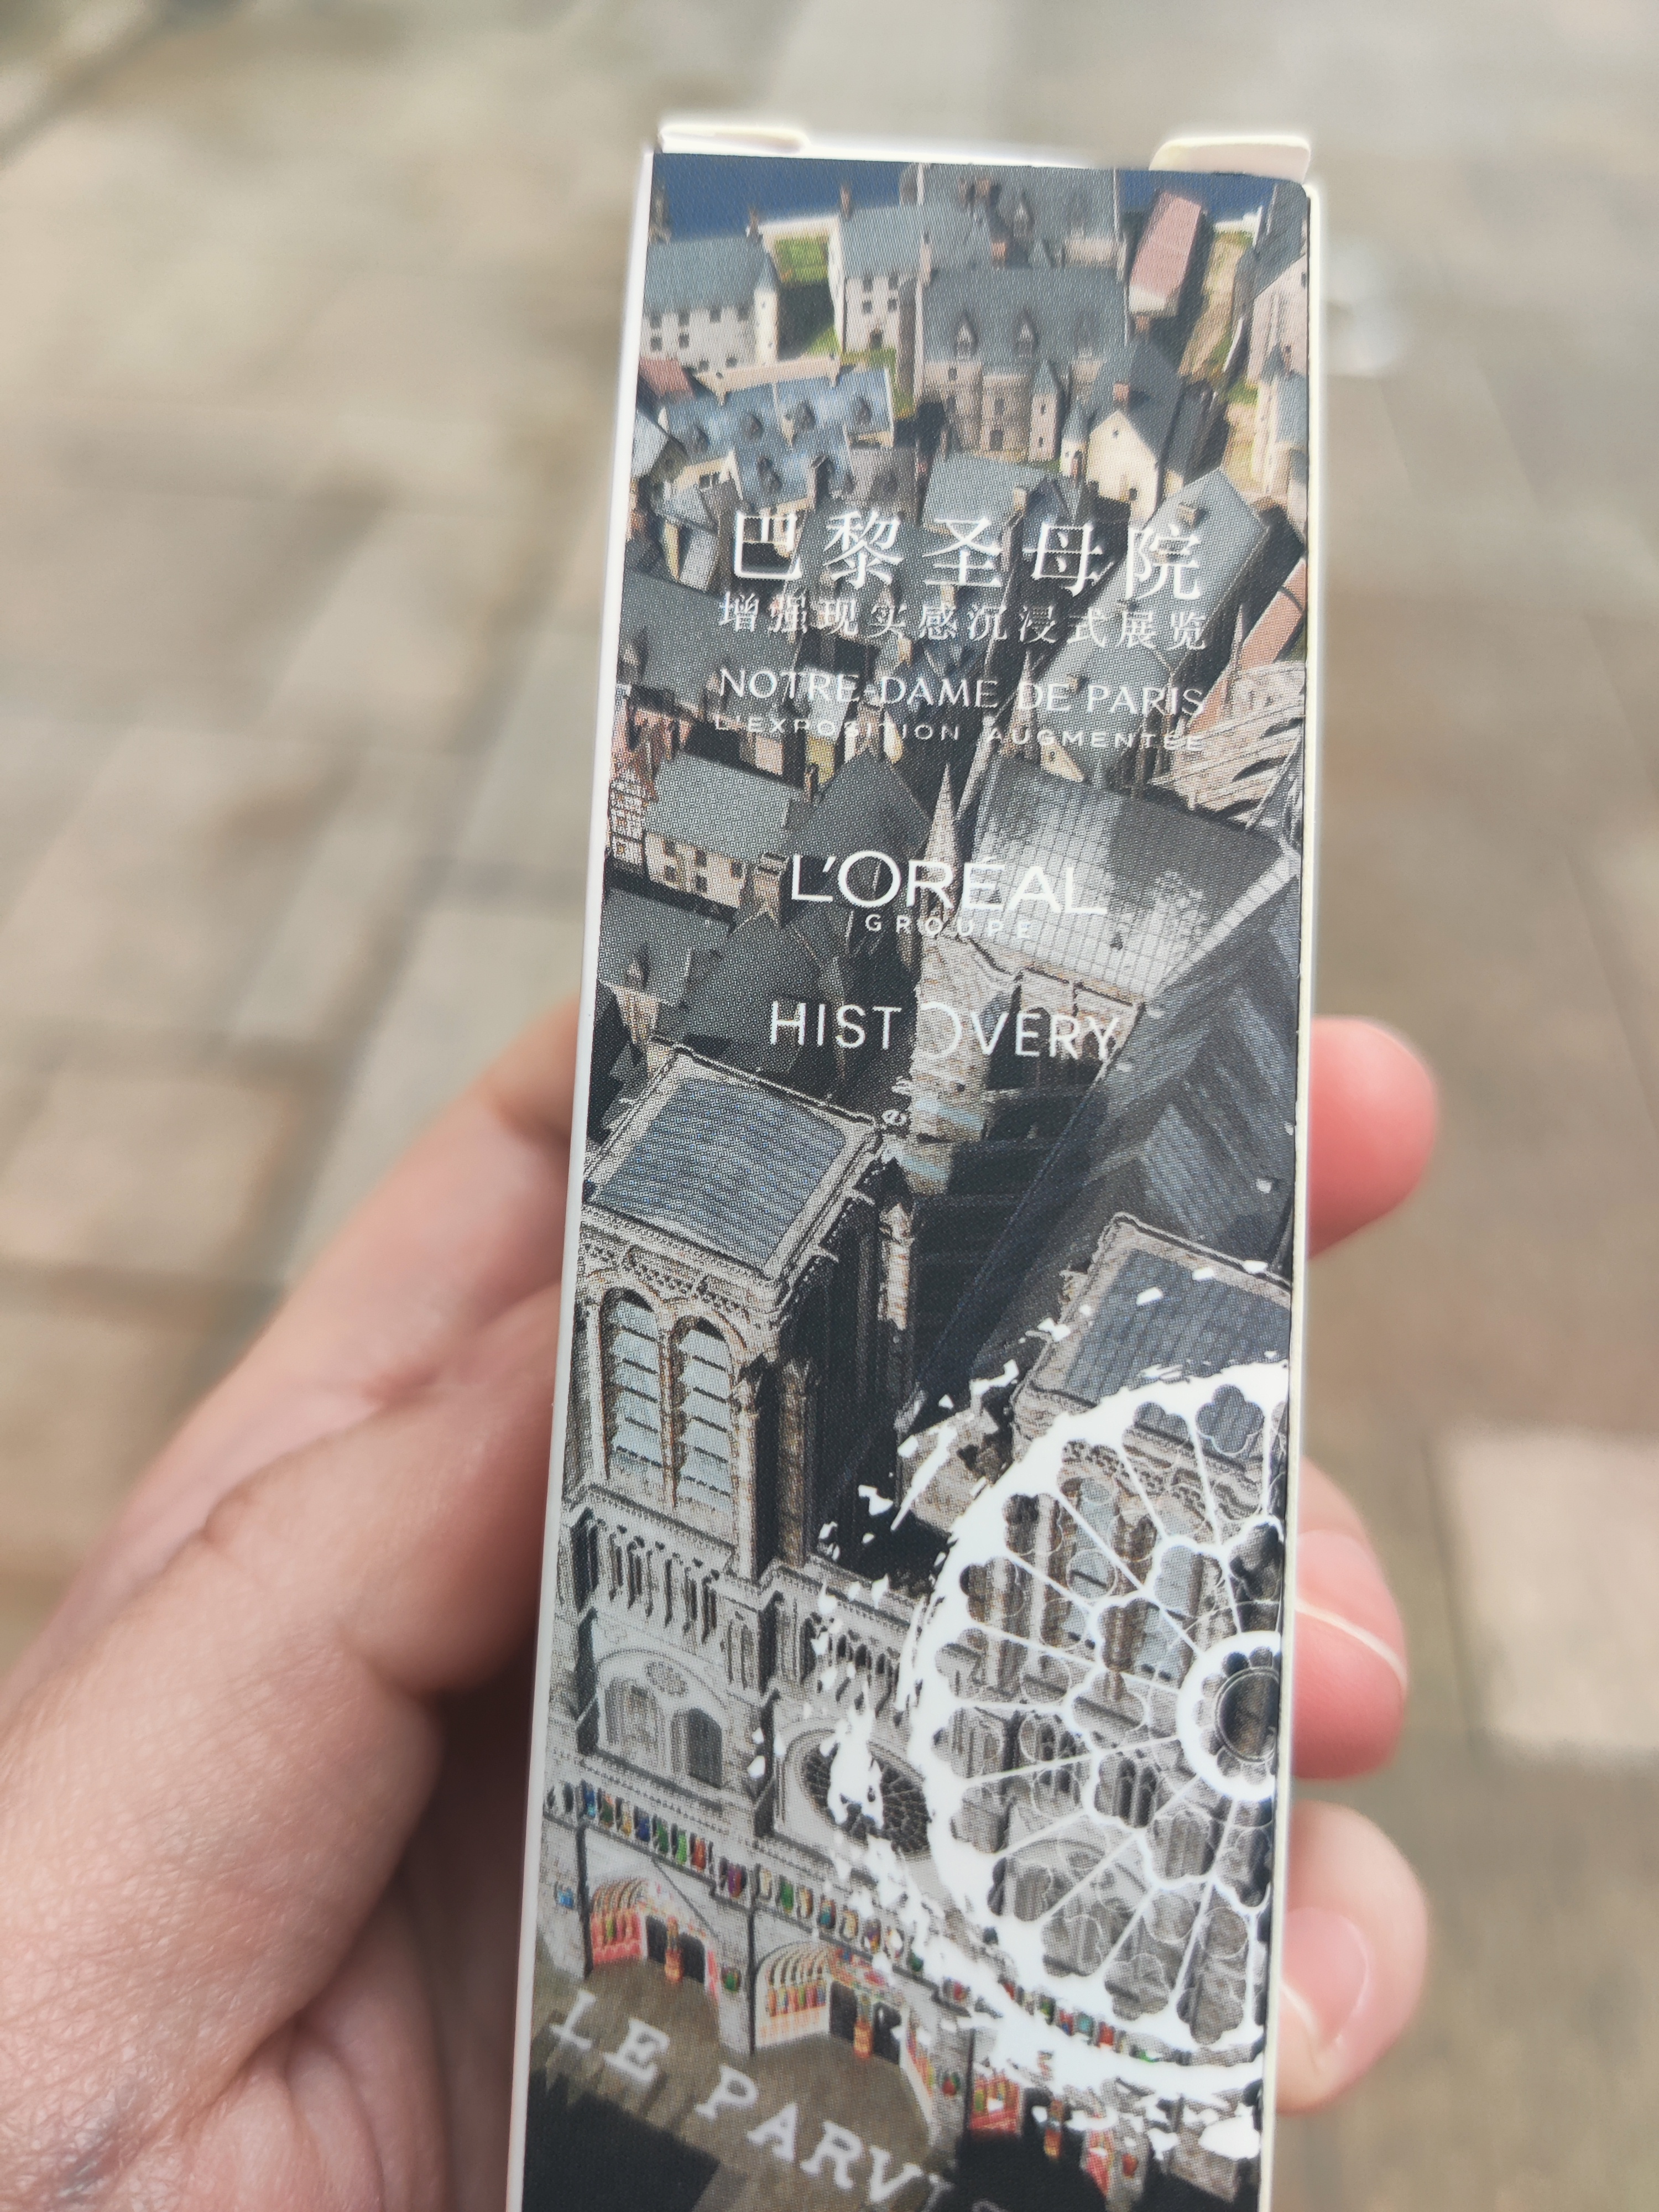 巴黎圣母院
增强现实感沉浸式展览
NOTRE-DAME DE PARIS
L'EXPOSITION AUGMENTÉE
L'ORÉAL
GROUPE
HISTOVERY
LE PARVIS